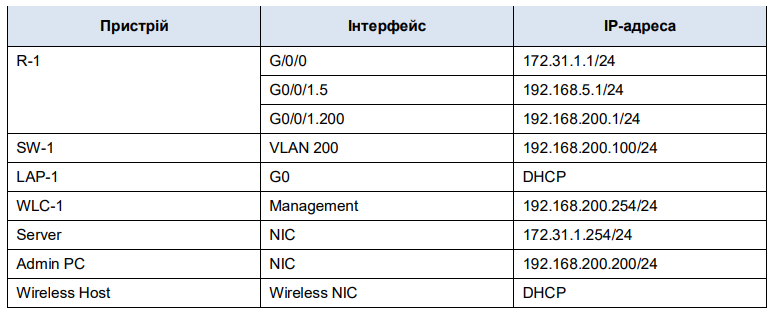 Пристрій Інтерфейс IP-адреса
R-1 G/0/0 172.31.1.1/24
G0/0/1.5 192.168.5.1/24
G0/0/1.200 192.168.200.1/24
SW-1 VLAN 200 192.168.200.100/24
LAP-1 G0 DHCP
WLC-1 Management 192.168.200.254/24
Server NIC 172.31.1.254/24
Admin PC NIC 192.168.200.200/24
Wireless Host Wireless NIC DHCP